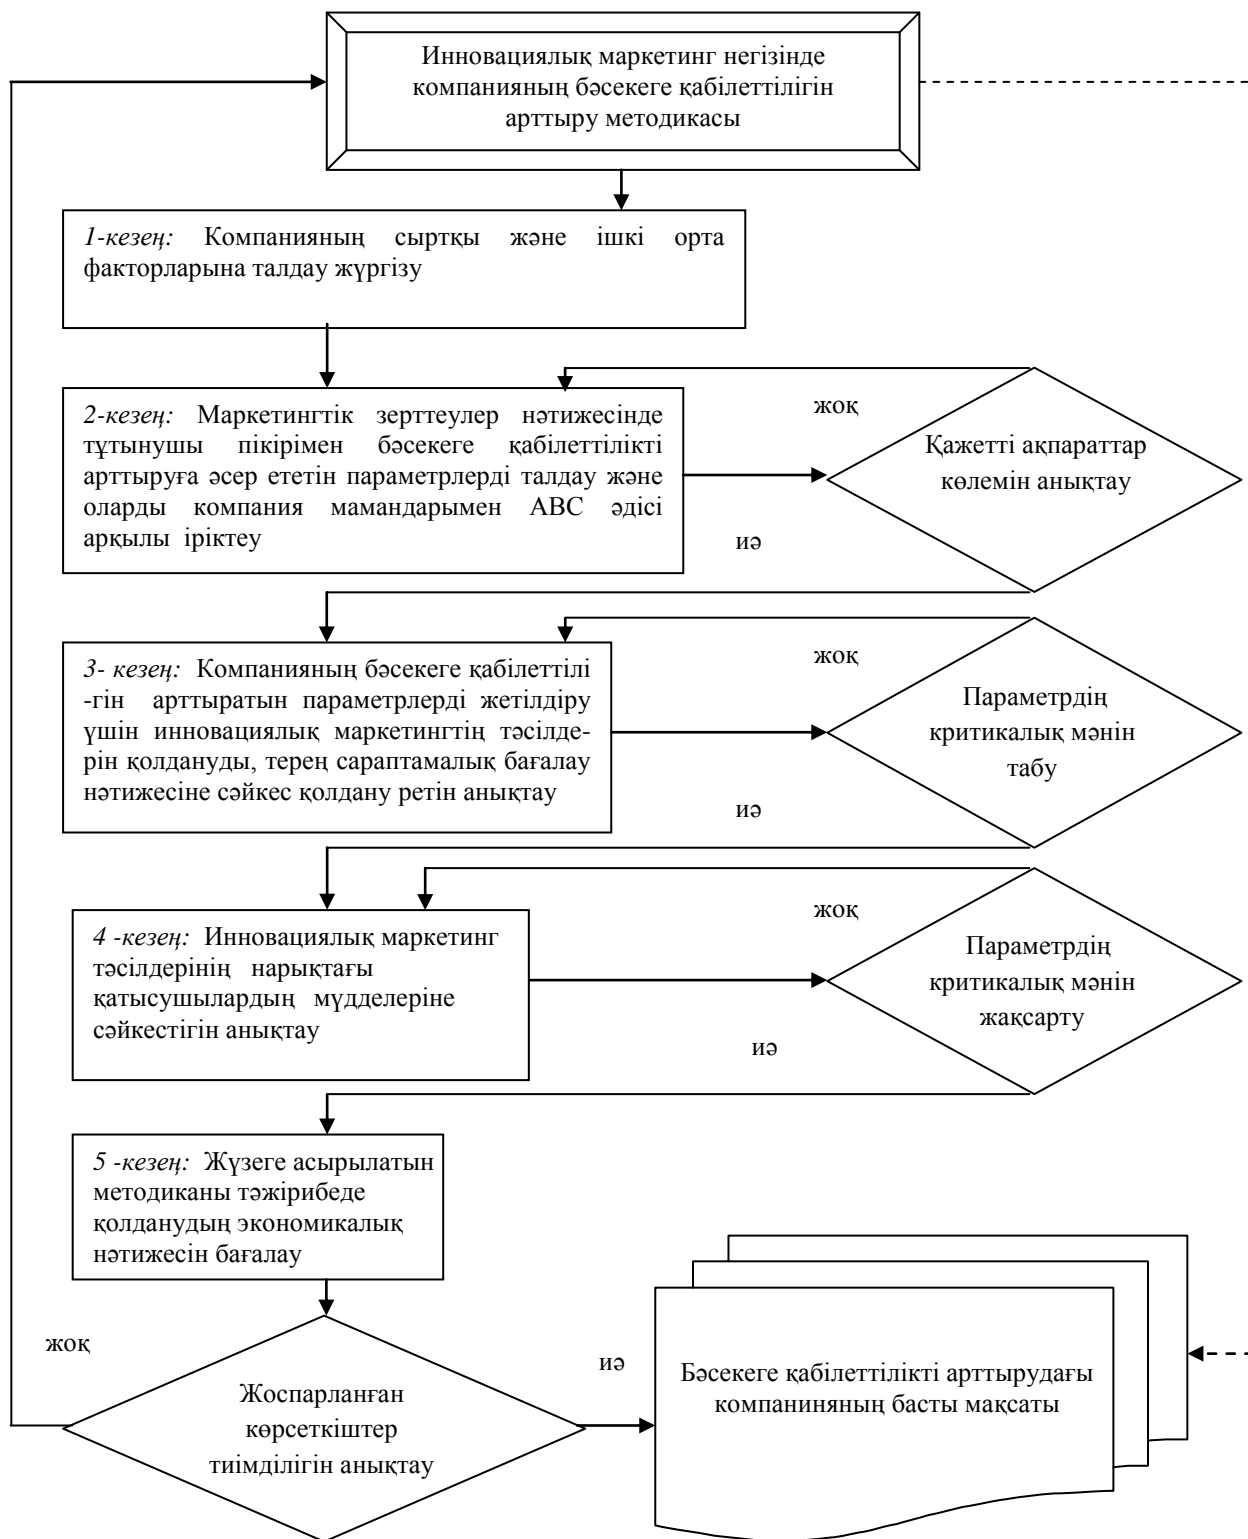 Инновациялық маркетинг негізінде
компанияның бәсекеге қабілеттілігін
арттыру методикасы
1-кезең: Компанияның сыртқы және ішкі орта
факторларына талдау жүргізу
2-кезең: Маркетингтік зерттеулер нәтижесінде
тұтынушы пікірімен бәсекеге қабілеттілікті
арттыруға әсер ететін параметрлерді талдау және
оларды компания мамандарымен АВС әдісі
арқылы іріктеу
жоқ
Қажетті ақпараттар
көлемін анықтау
иә
3- кезең: Компанияның бәсекеге қабілеттілі
-гін арттыратын параметрлерді жетілдіру
үшін инновациялық маркетингтің тәсілде-
рін қолдануды, терең сараптамалық бағалау
нәтижесіне сәйкес қолдану ретін анықтау
жоқ
Параметрдің
критикалық мәнін
табу
иә
4 -кезең: Инновациялық маркетинг
тәсілдерінің нарықтағы
қатысушылардың мүдделеріне
сәйкестігін анықтау
жоқ
Параметрдің
критикалық мәнін
жақсарту
иә
5 -кезең: Жүзеге асырылатын
методиканы тәжірибеде
қолданудың экономикалық
нәтижесін бағалау
жоқ
Жоспарланған
көрсеткіштер
тиімділігін анықтау
иә
Бәсекеге қабілеттілікті арттырудағы
компаниняның басты мақсаты